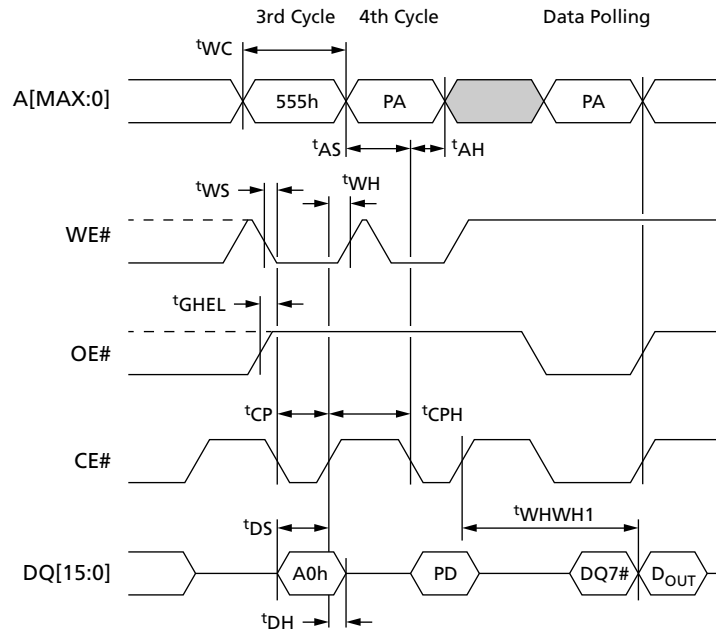 3rd Cycle 4th Cycle Data Polling
tWC
A[MAX:0] 555h PA PA
tAS tAH
tWS tWH
WE#
tGHEL
OE#
tCP tCPH
CE#
tWHWH1
tDS
DQ[15:0] A0h PD DQ7# DOUT
tDH